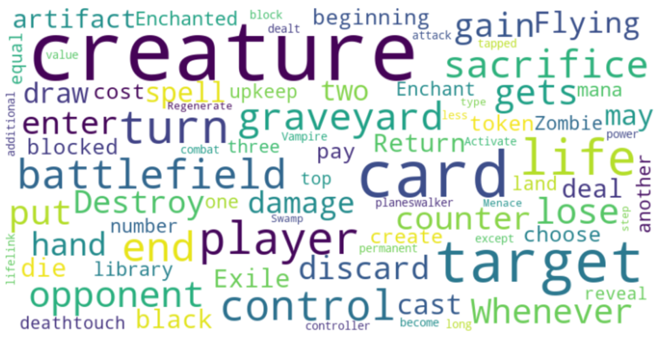 artifact Enchanted block beginning gain Flying
equal value creature dealt attack tapped sacrifice
draw cost spell upkeep two Enchant gets mana
additional Regenerate type less
enter turn graveyard token Zombie may
blocked combat three Vampire pay Return Activate life power
battlefield top card land deal another
put Destroy one damage planeswalker counter lose
number Swamp Menace
hand end player create choose step
lifelink die library Exile discard permanent except target
opponent control cast Whenever reveal
deathtouch black controller become long